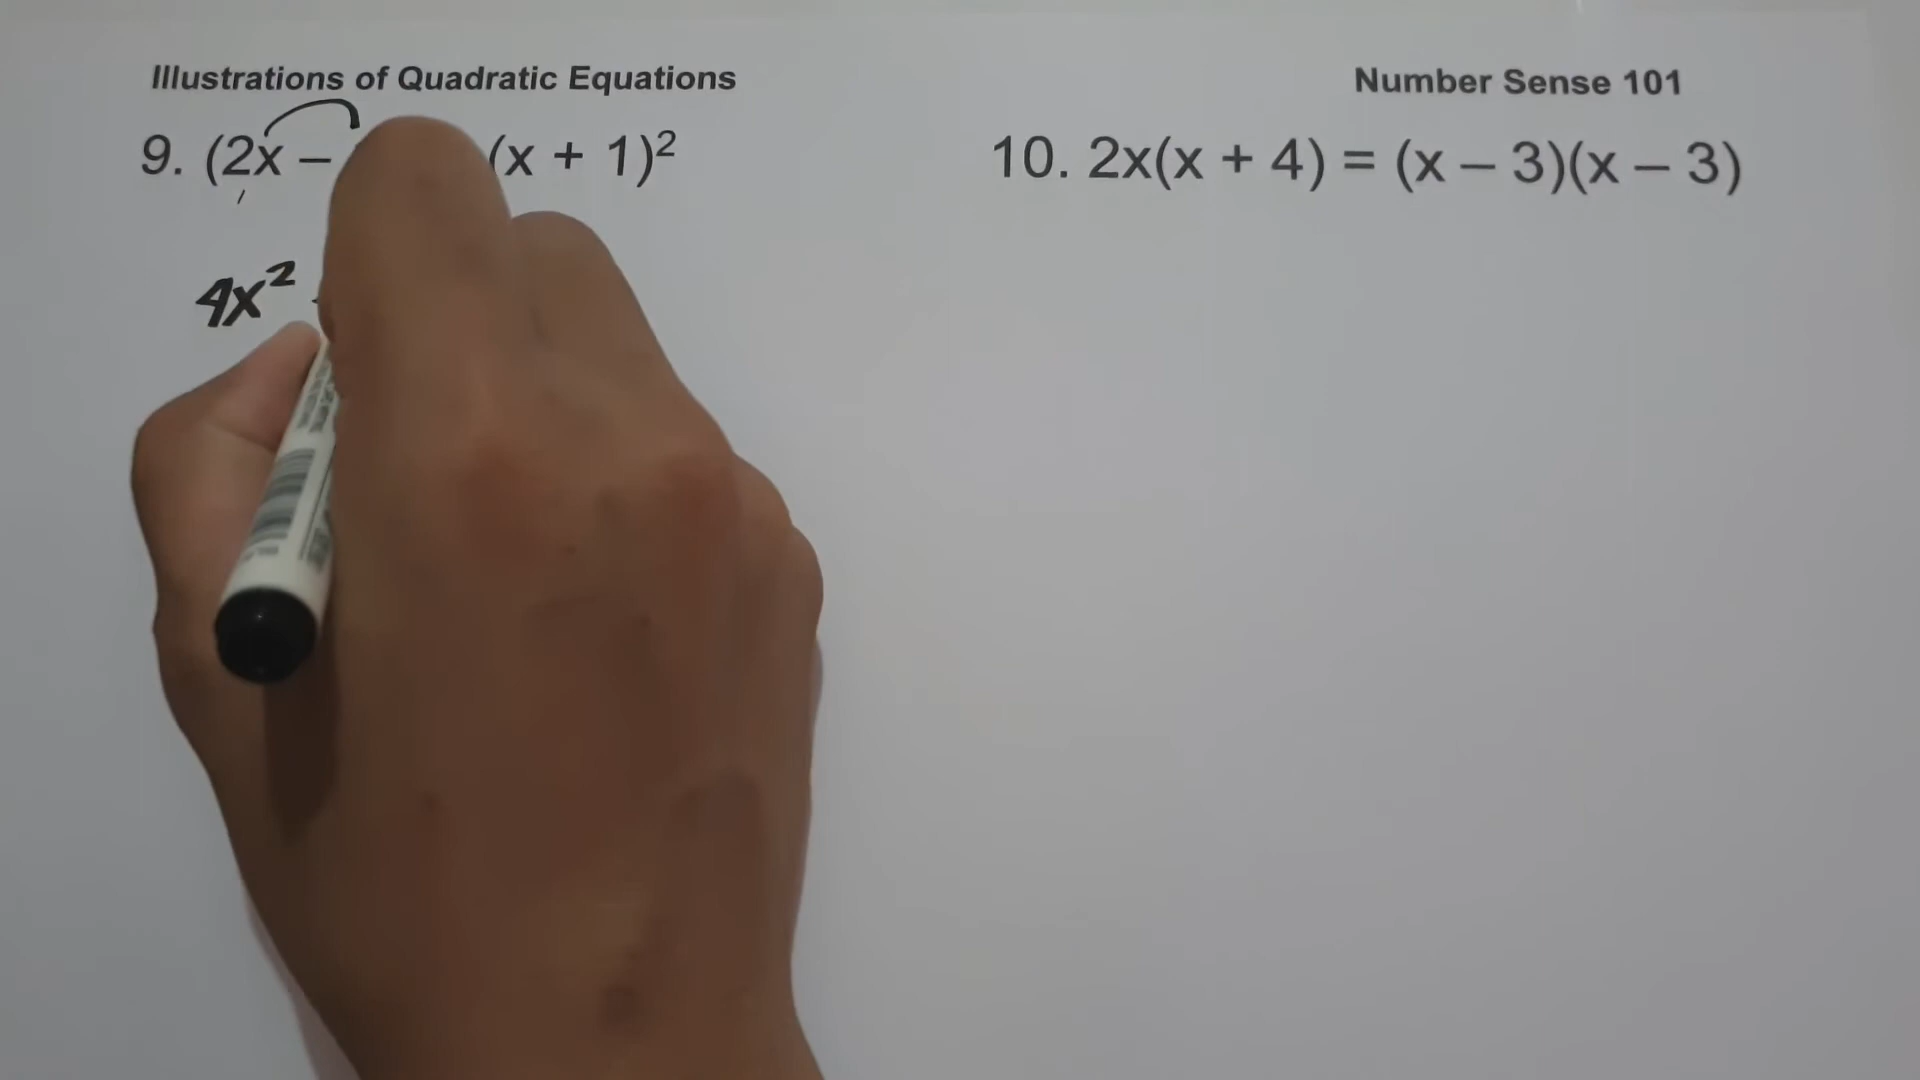 Illustrations of Quadratic Equations
Number Sense 101
9. (2x – (x + 1)²
10. 2x(x + 4) = (x – 3)(x – 3)
4x²